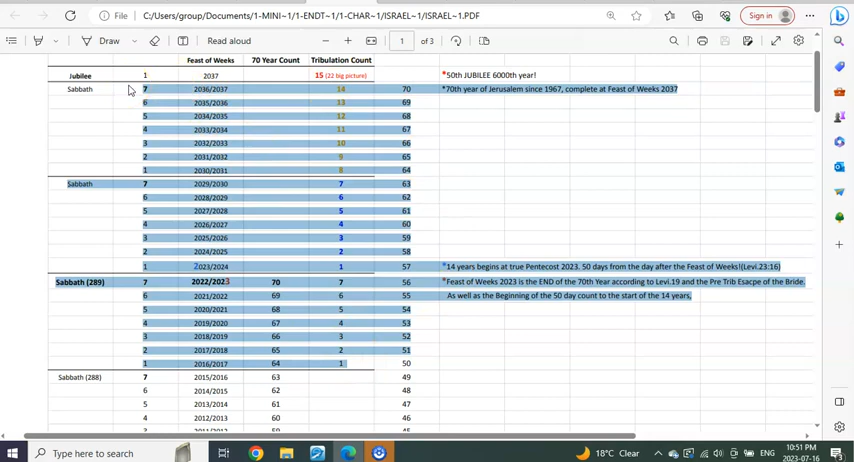 File | C:/Users/group/Documents/1-MINI~1/1-ENDT~1/1-CHAR~1/ISRAEL~1/ISRAEL~1.PDF
Sign in
Draw
Read aloud
1 of 3
Feast of Weeks 70 Year Count Tribulation Count
Jubilee 1 2037 15 (22 big picture) *50th JUBILEE 6000th year!
Sabbath 7 2036/2037 14 70 *70th year of Jerusalem since 1967, complete at Feast of Weeks 2037
6 2035/2036 13 69
5 2034/2035 12 68
4 2033/2034 11 67
3 2032/2033 10 66
2 2031/2032 9 65
1 2030/2031 8 64
Sabbath 7 2029/2030 7 63
6 2028/2029 6 62
5 2027/2028 5 61
4 2026/2027 4 60
3 2025/2026 3 59
2 2024/2025 2 58
1 2023/2024 1 57 *14 years begins at true Pentecost 2023. 50 days from the day after the Feast of Weeks!(Levi.23:16)
Sabbath (289) 7 2022/2023 70 7 56 *Feast of Weeks 2023 is the END of the 70th Year according to Levi.19 and the Pre Trib Esacpe of the Bride.
6 2021/2022 69 6 55 As well as the Beginning of the 50 day count to the start of the 14 years.
5 2020/2021 68 5 54
4 2019/2020 67 4 53
3 2018/2019 66 3 52
2 2017/2018 65 2 51
1 2016/2017 64 1 50
Sabbath (288) 7 2015/2016 63 49
6 2014/2015 62 48
5 2013/2014 61 47
4 2012/2013 60 46
3 2011/2012 59 45
Type here to search
18°C Clear
ENG
10:51 PM
2023-07-16